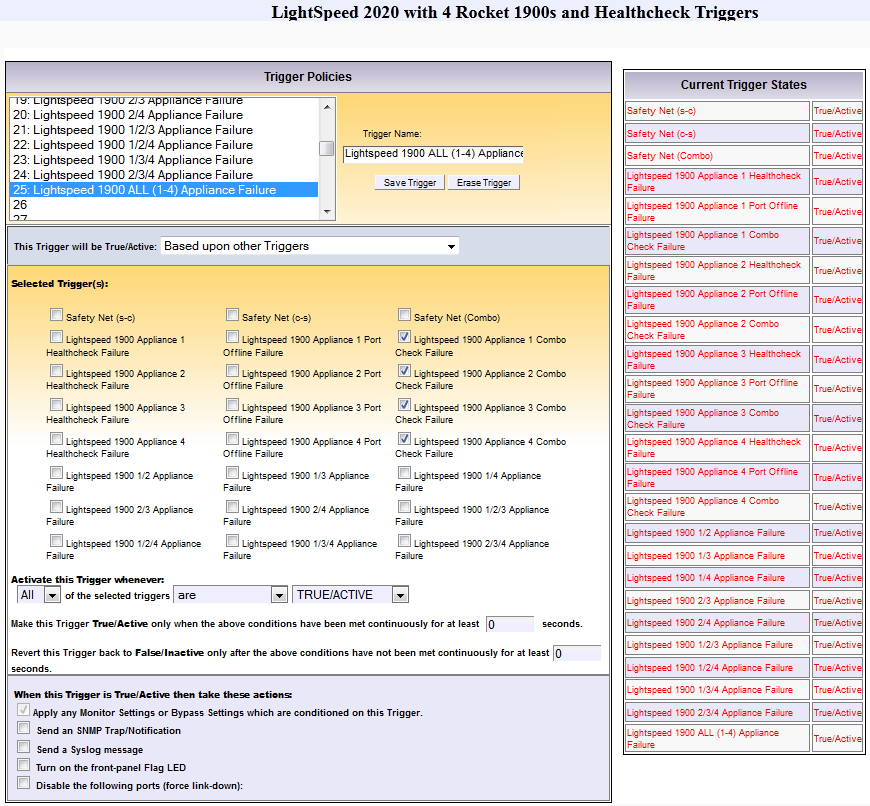 LightSpeed 2020 with 4 Rocket 1900s and Healthcheck Triggers
Trigger Policies
19: Lightspeed 1900 2/3 Appliance Failure
20: Lightspeed 1900 2/4 Appliance Failure
21: Lightspeed 1900 1/2/3 Appliance Failure
22: Lightspeed 1900 1/2/4 Appliance Failure
23: Lightspeed 1900 1/3/4 Appliance Failure
24: Lightspeed 1900 2/3/4 Appliance Failure
25: Lightspeed 1900 ALL (1-4) Appliance Failure
26
27
Trigger Name:
Lightspeed 1900 ALL (1-4) Appliance
Save Trigger
Erase Trigger
This Trigger will be True/Active:
Based upon other Triggers
Selected Trigger(s):
Safety Net (s-c)
Safety Net (c-s)
Safety Net (Combo)
Lightspeed 1900 Appliance 1
Healthcheck Failure
Lightspeed 1900 Appliance 1 Port
Offline Failure
Lightspeed 1900 Appliance 1 Combo
Check Failure
Lightspeed 1900 Appliance 2
Healthcheck Failure
Lightspeed 1900 Appliance 2 Port
Offline Failure
Lightspeed 1900 Appliance 2 Combo
Check Failure
Lightspeed 1900 Appliance 3
Healthcheck Failure
Lightspeed 1900 Appliance 3 Port
Offline Failure
Lightspeed 1900 Appliance 3 Combo
Check Failure
Lightspeed 1900 Appliance 4
Healthcheck Failure
Lightspeed 1900 Appliance 4 Port
Offline Failure
Lightspeed 1900 Appliance 4 Combo
Check Failure
Lightspeed 1900 1/2 Appliance
Failure
Lightspeed 1900 1/3 Appliance
Failure
Lightspeed 1900 1/4 Appliance
Failure
Lightspeed 1900 2/3 Appliance
Failure
Lightspeed 1900 2/4 Appliance
Failure
Lightspeed 1900 1/2/3 Appliance
Failure
Lightspeed 1900 1/2/4 Appliance
Failure
Lightspeed 1900 1/3/4 Appliance
Failure
Lightspeed 1900 2/3/4 Appliance
Failure
Activate this Trigger whenever:
All of the selected triggers are TRUE/ACTIVE
Make this Trigger True/Active only when the above conditions have been met continuously for at least 0 seconds.
Revert this Trigger back to False/Inactive only after the above conditions have not been met continuously for at least 0
seconds.
When this Trigger is True/Active then take these actions:
Apply any Monitor Settings or Bypass Settings which are conditioned on this Trigger.
Send an SNMP Trap/Notification
Send a Syslog message
Turn on the front-panel Flag LED
Disable the following ports (force link-down):
Current Trigger States
Safety Net (s-c) True/Active
Safety Net (c-s) True/Active
Safety Net (Combo) True/Active
Lightspeed 1900 Appliance 1 Healthcheck
Failure True/Active
Lightspeed 1900 Appliance 1 Port Offline
Failure True/Active
Lightspeed 1900 Appliance 1 Combo
Check Failure True/Active
Lightspeed 1900 Appliance 2 Healthcheck
Failure True/Active
Lightspeed 1900 Appliance 2 Port Offline
Failure True/Active
Lightspeed 1900 Appliance 2 Combo
Check Failure True/Active
Lightspeed 1900 Appliance 3 Healthcheck
Failure True/Active
Lightspeed 1900 Appliance 3 Port Offline
Failure True/Active
Lightspeed 1900 Appliance 3 Combo
Check Failure True/Active
Lightspeed 1900 Appliance 4 Healthcheck
Failure True/Active
Lightspeed 1900 Appliance 4 Port Offline
Failure True/Active
Lightspeed 1900 Appliance 4 Combo
Check Failure True/Active
Lightspeed 1900 1/2 Appliance Failure True/Active
Lightspeed 1900 1/3 Appliance Failure True/Active
Lightspeed 1900 1/4 Appliance Failure True/Active
Lightspeed 1900 2/3 Appliance Failure True/Active
Lightspeed 1900 2/4 Appliance Failure True/Active
Lightspeed 1900 1/2/3 Appliance Failure True/Active
Lightspeed 1900 1/2/4 Appliance Failure True/Active
Lightspeed 1900 1/3/4 Appliance Failure True/Active
Lightspeed 1900 2/3/4 Appliance Failure True/Active
Lightspeed 1900 ALL (1-4) Appliance
Failure True/Active